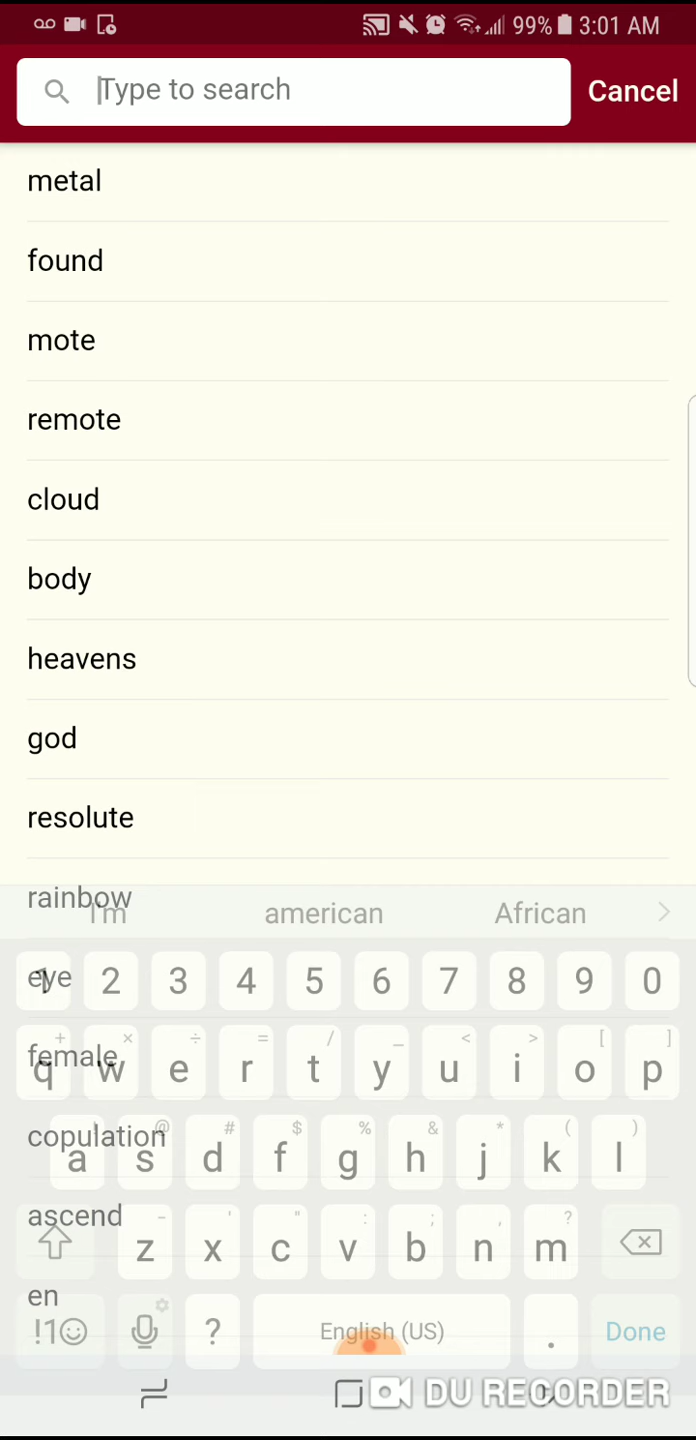 99% 3:01 AM
Type to search Cancel
metal
found
mote
remote
cloud
body
heavens
god
resolute
rainbow
I'm american African >
eye
1 2 3 4 5 6 7 8 9 0
+ × ÷ = / _ < > [ ]
female
q w e r t y u i o p
copulation
@ # $ % & * ( )
a s d f g h j k l
ascend
- ' " : ; , ?
z x c v b n m
en
!1☺ ? English (US) . Done
DU RECORDER